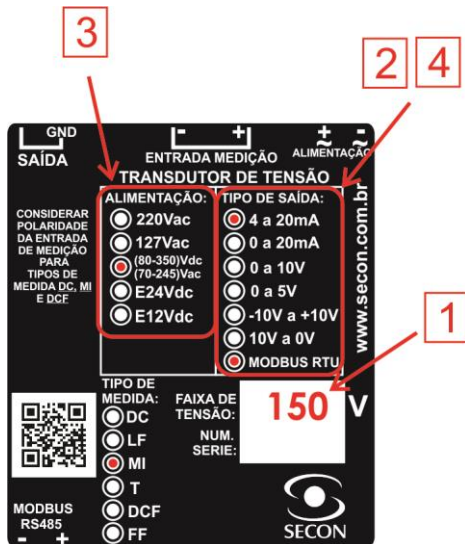 3
2 4
GND
SAÍDA
- +
ENTRADA MEDIÇÃO
+ -
~ ~
ALIMENTAÇÃO
TRANSDUTOR DE TENSÃO
CONSIDERAR
POLARIDADE
DA ENTRADA
DE MEDIÇÃO
PARA
TIPOS DE
MEDIDA DC, MI
E DCF
ALIMENTAÇÃO:
220Vac
127Vac
(80-350)Vdc
(70-245)Vac
E24Vdc
E12Vdc
TIPO DE SAÍDA:
4 a 20mA
0 a 20mA
0 a 10V
0 a 5V
-10V a +10V
10V a 0V
MODBUS RTU
www.secon.com.br
1
TIPO DE
MEDIDA:
DC
LF
MI
T
DCF
FF
FAIXA DE
TENSÃO:
150 V
NUM.
SERIE:
MODBUS
RS485
- +
SECON